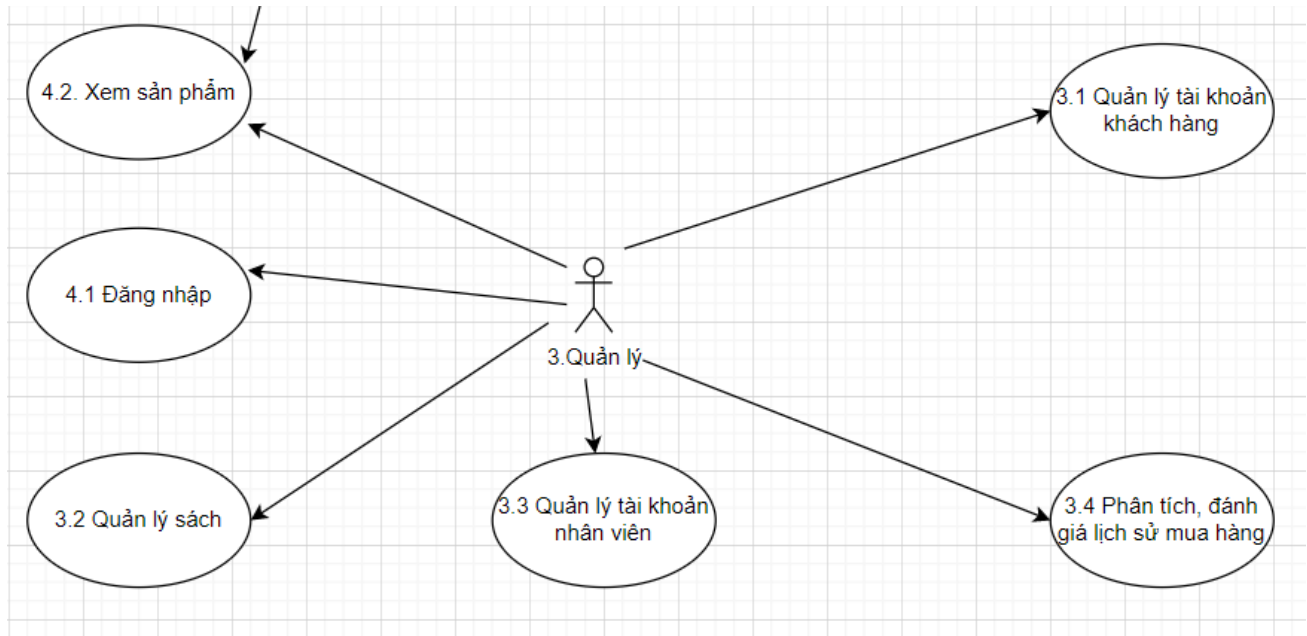 4.2. Xem sản phẩm
3.1 Quản lý tài khoản
khách hàng
4.1 Đăng nhập
3.Quản lý
3.2 Quản lý sách
3.3 Quản lý tài khoản
nhân viên
3.4 Phân tích, đánh
giá lịch sử mua hàng